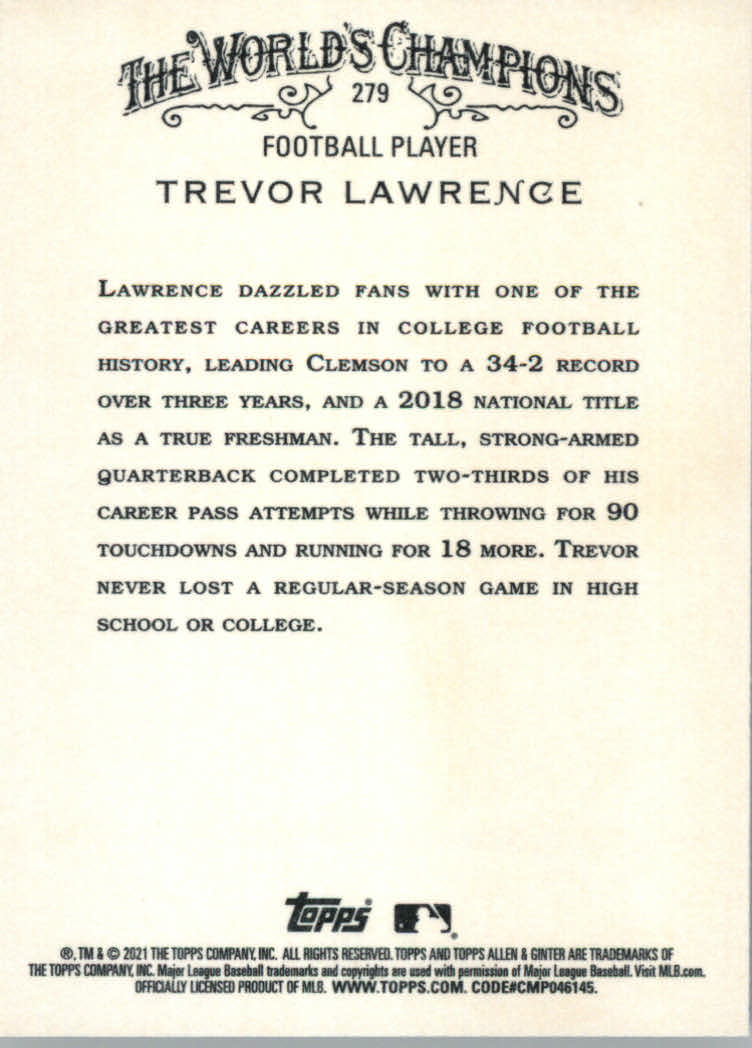 THE WORLD'S CHAMPIONS
279
FOOTBALL PLAYER
TREVOR LAWRENCE
LAWRENCE DAZZLED FANS WITH ONE OF THE
GREATEST CAREERS IN COLLEGE FOOTBALL
HISTORY, LEADING CLEMSON TO A 34-2 RECORD
OVER THREE YEARS, AND A 2018 NATIONAL TITLE
AS A TRUE FRESHMAN. THE TALL, STRONG-ARMED
QUARTERBACK COMPLETED TWO-THIRDS OF HIS
CAREER PASS ATTEMPTS WHILE THROWING FOR 90
TOUCHDOWNS AND RUNNING FOR 18 MORE. TREVOR
NEVER LOST A REGULAR-SEASON GAME IN HIGH
SCHOOL OR COLLEGE.
topps®
®, TM & © 2021 THE TOPPS COMPANY, INC. ALL RIGHTS RESERVED. TOPPS AND TOPPS ALLEN & GINTER ARE TRADEMARKS OF
THE TOPPS COMPANY, INC. Major League Baseball trademarks and copyrights are used with permission of Major League Baseball. Visit MLB.com.
OFFICIALLY LICENSED PRODUCT OF MLB. WWW.TOPPS.COM. CODE#CMP046145.